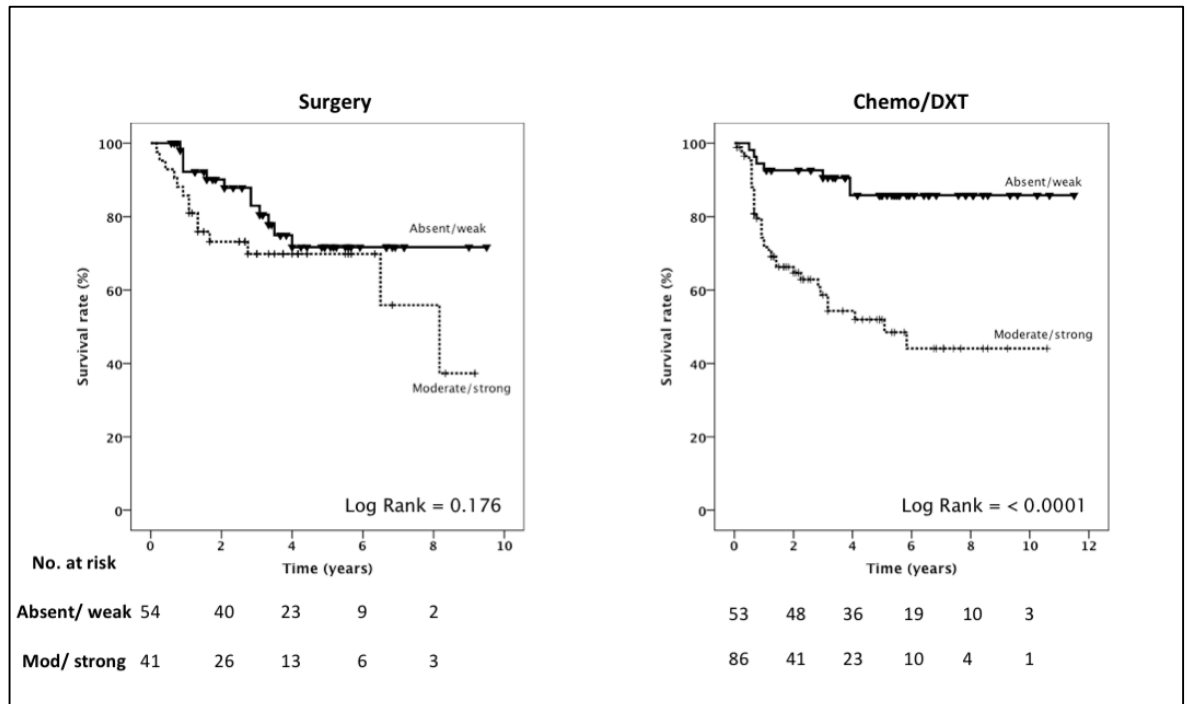 Surgery
Survival rate (%)
100
80
60
40
20
0
Absent/weak
Moderate/strong
Log Rank = 0.176
0 2 4 6 8 10
Time (years)
Chemo/DXT
Survival rate (%)
100
80
60
40
20
0
Absent/weak
Moderate/strong
Log Rank = < 0.0001
0 2 4 6 8 10 12
Time (years)
No. at risk
Absent/ weak 54 40 23 9 2 53 48 36 19 10 3
Mod/ strong 41 26 13 6 3 86 41 23 10 4 1